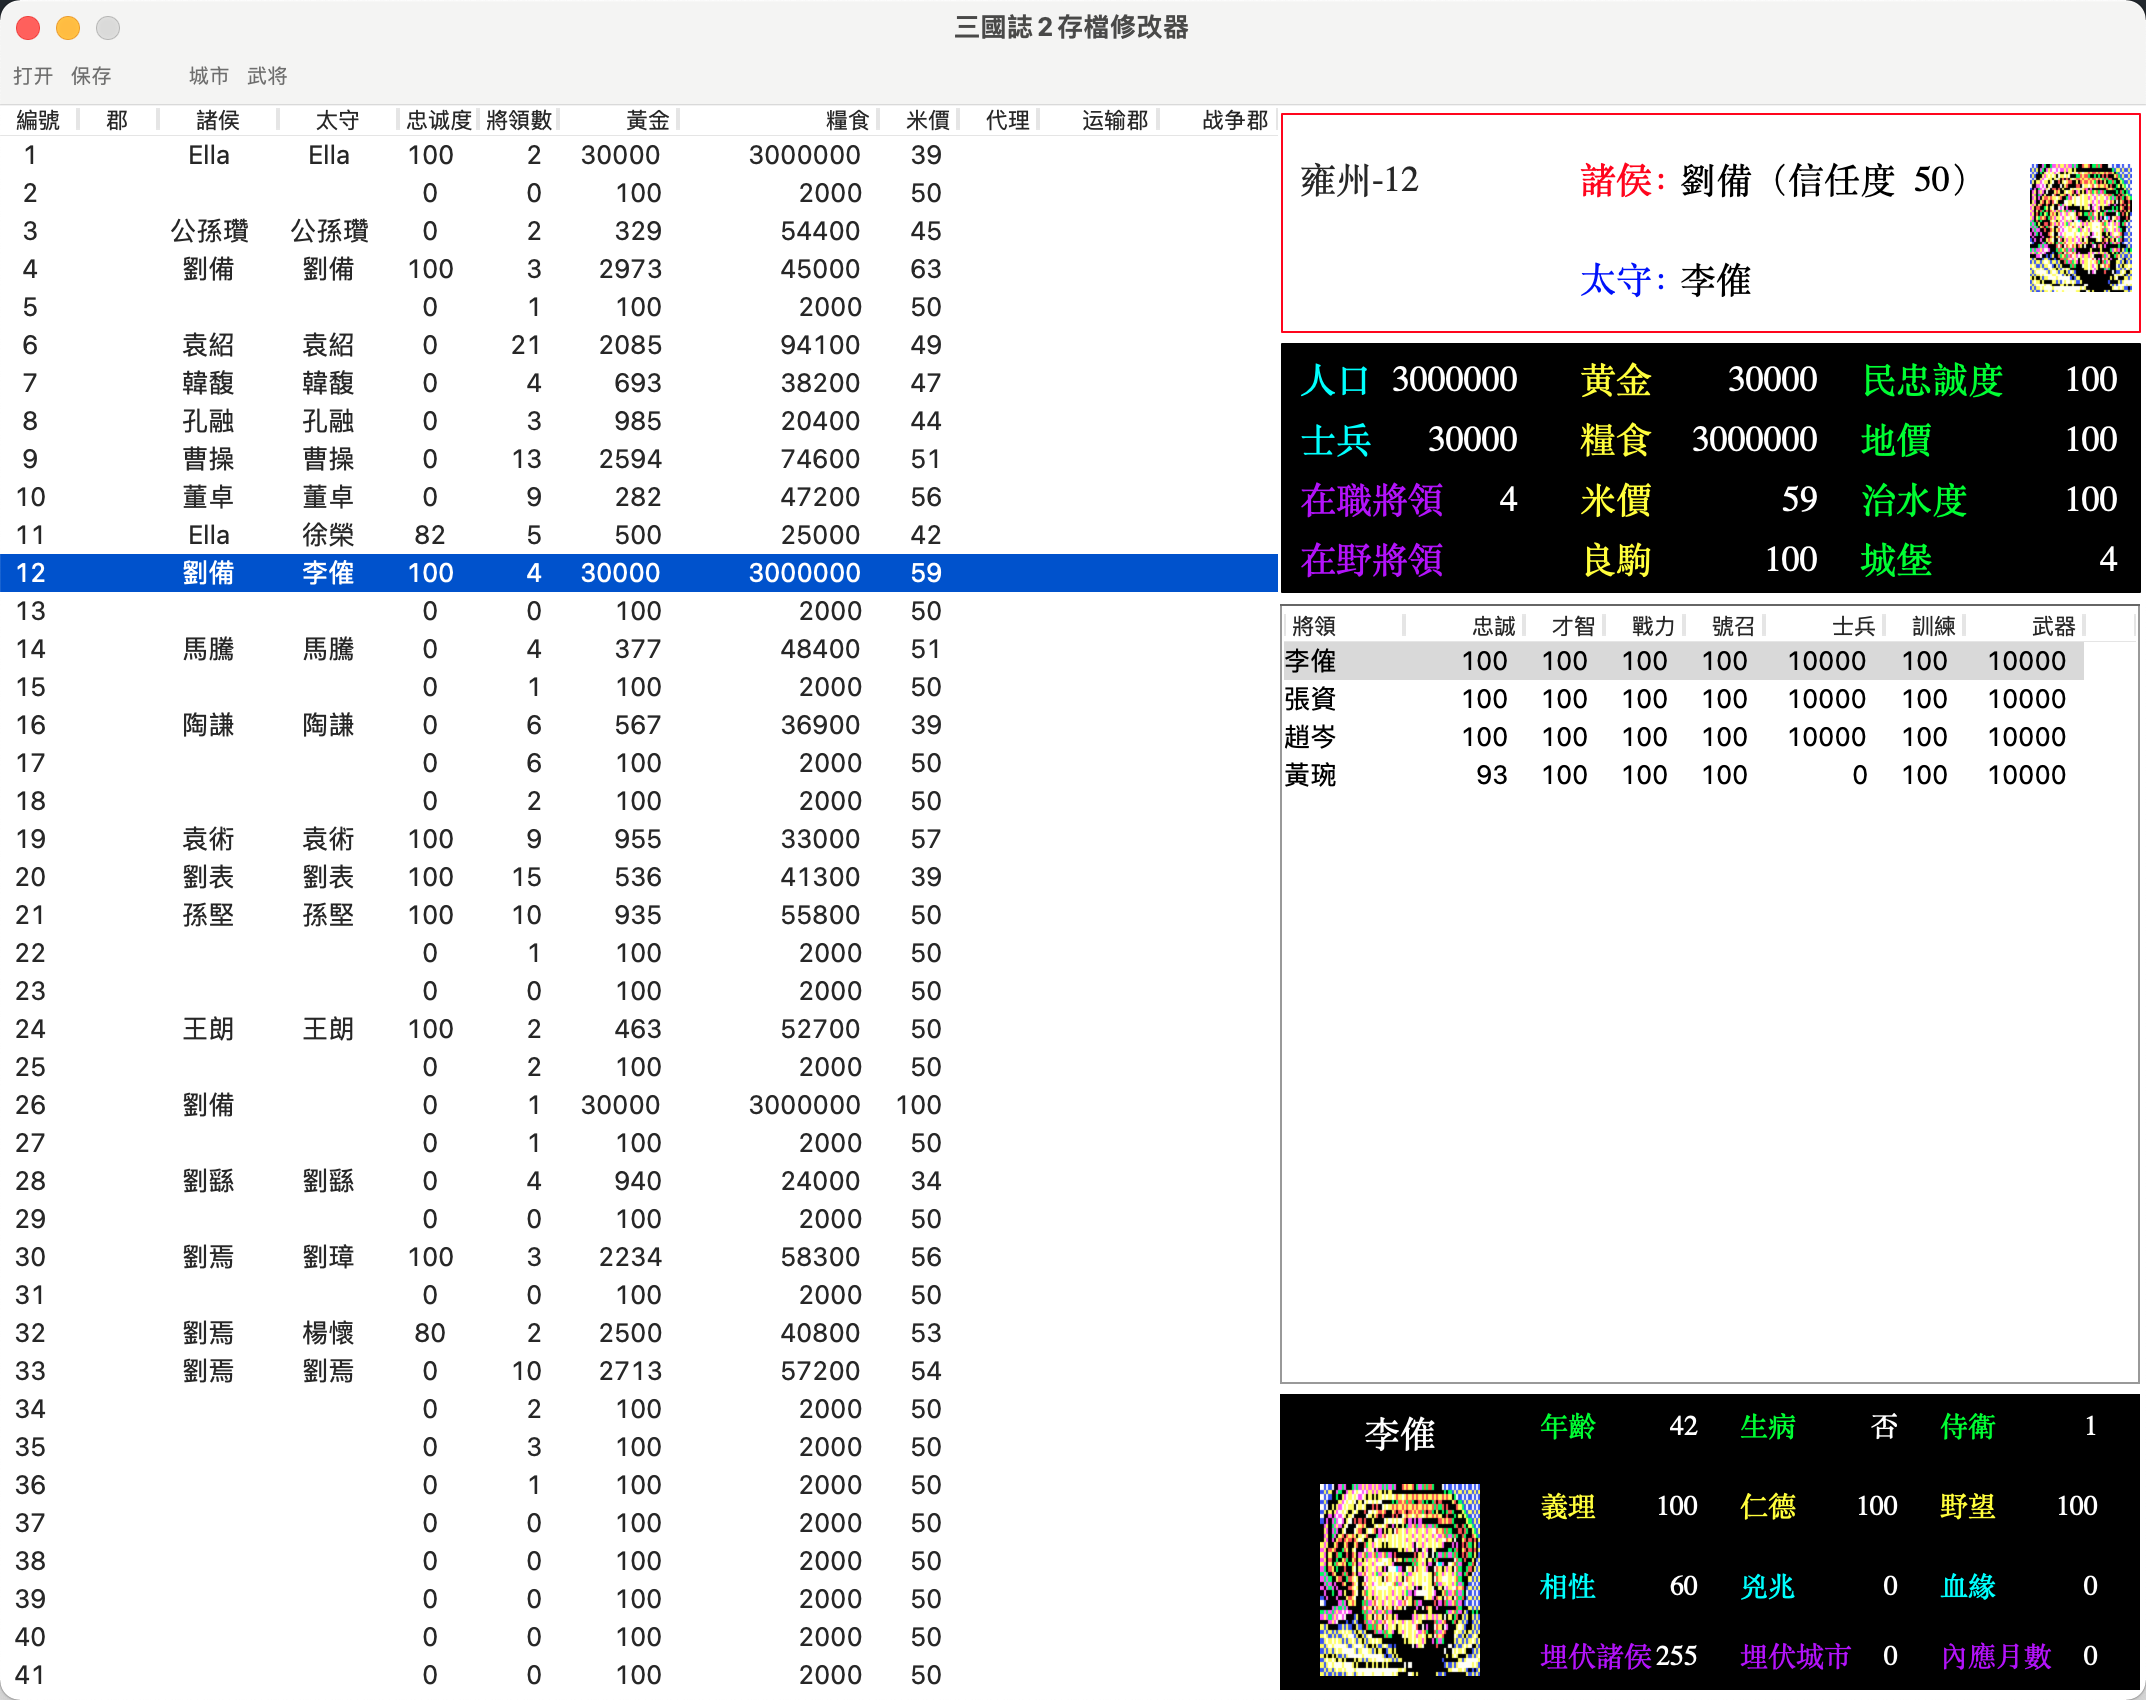 三國誌2存檔修改器
打开 保存 城市 武将
編號 郡 諸侯 太守 忠诚度 將領數 黃金 糧食 米價 代理 运输郡 战争郡
1 Ella Ella 100 2 30000 3000000 39
2 0 0 100 2000 50
3 公孫瓚 公孫瓚 0 2 329 54400 45
4 劉備 劉備 100 3 2973 45000 63
5 0 1 100 2000 50
6 袁紹 袁紹 0 21 2085 94100 49
7 韓馥 韓馥 0 4 693 38200 47
8 孔融 孔融 0 3 985 20400 44
9 曹操 曹操 0 13 2594 74600 51
10 董卓 董卓 0 9 282 47200 56
11 Ella 徐榮 82 5 500 25000 42
12 劉備 李傕 100 4 30000 3000000 59
13 0 0 100 2000 50
14 馬騰 馬騰 0 4 377 48400 51
15 0 1 100 2000 50
16 陶謙 陶謙 0 6 567 36900 39
17 0 6 100 2000 50
18 0 2 100 2000 50
19 袁術 袁術 100 9 955 33000 57
20 劉表 劉表 100 15 536 41300 39
21 孫堅 孫堅 100 10 935 55800 50
22 0 1 100 2000 50
23 0 0 100 2000 50
24 王朗 王朗 100 2 463 52700 50
25 0 2 100 2000 50
26 劉備 0 1 30000 3000000 100
27 0 1 100 2000 50
28 劉繇 劉繇 0 4 940 24000 34
29 0 0 100 2000 50
30 劉焉 劉璋 100 3 2234 58300 56
31 0 0 100 2000 50
32 劉焉 楊懷 80 2 2500 40800 53
33 劉焉 劉焉 0 10 2713 57200 54
34 0 2 100 2000 50
35 0 3 100 2000 50
36 0 1 100 2000 50
37 0 0 100 2000 50
38 0 0 100 2000 50
39 0 0 100 2000 50
40 0 0 100 2000 50
41 0 0 100 2000 50
雍州-12 諸侯：劉備（信任度 50）
太守：李傕
人口 3000000 黄金 30000 民忠誠度 100
士兵 30000 糧食 3000000 地價 100
在職將領 4 米價 59 治水度 100
在野將領 良駒 100 城堡 4
將領 忠誠 才智 戰力 號召 士兵 訓練 武器
李傕 100 100 100 100 10000 100 10000
張資 100 100 100 100 10000 100 10000
趙岑 100 100 100 100 10000 100 10000
黃琬 93 100 100 100 0 100 10000
李傕 年齡 42 生病 否 侍衛 1
義理 100 仁德 100 野望 100
相性 60 兇兆 0 血緣 0
埋伏諸侯 255 埋伏城市 0 內應月數 0